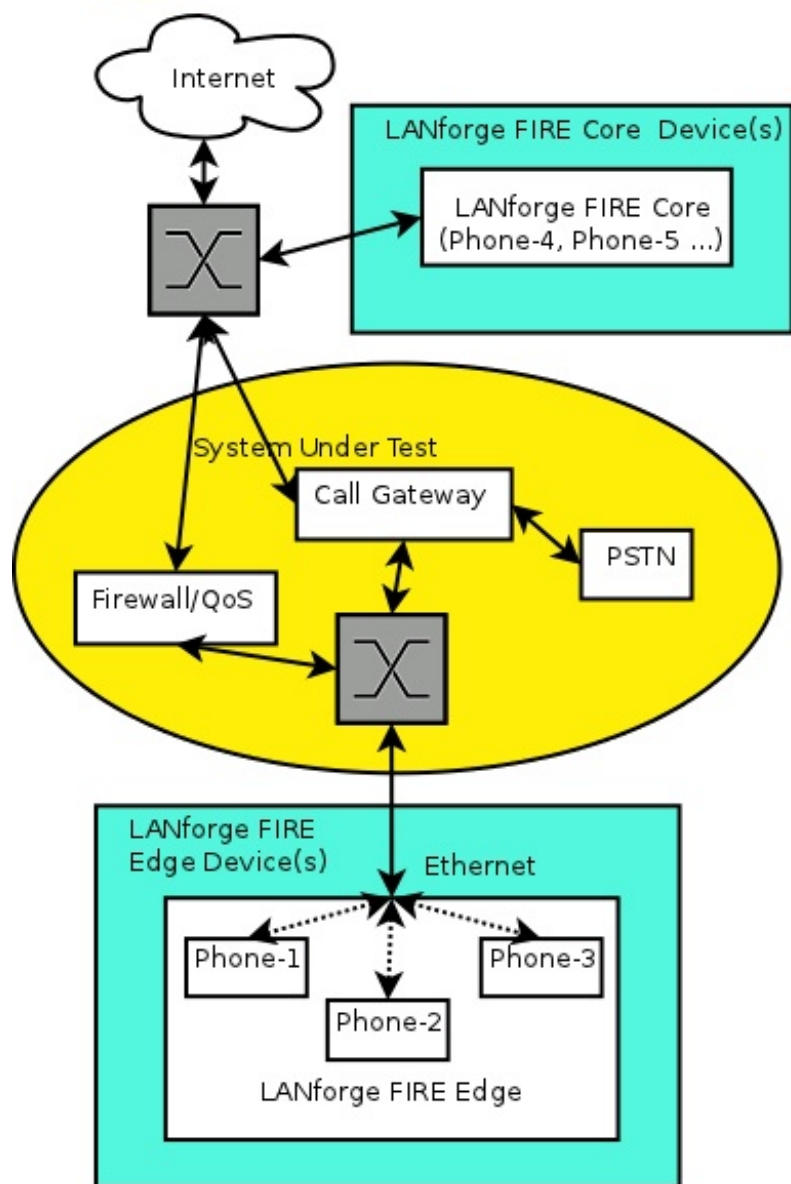 Internet
LANforge FIRE Core Device(s)
LANforge FIRE Core
(Phone-4, Phone-5 ...)
System Under Test
Call Gateway
PSTN
Firewall/QoS
LANforge FIRE
Edge Device(s)
Ethernet
Phone-1
Phone-3
Phone-2
LANforge FIRE Edge